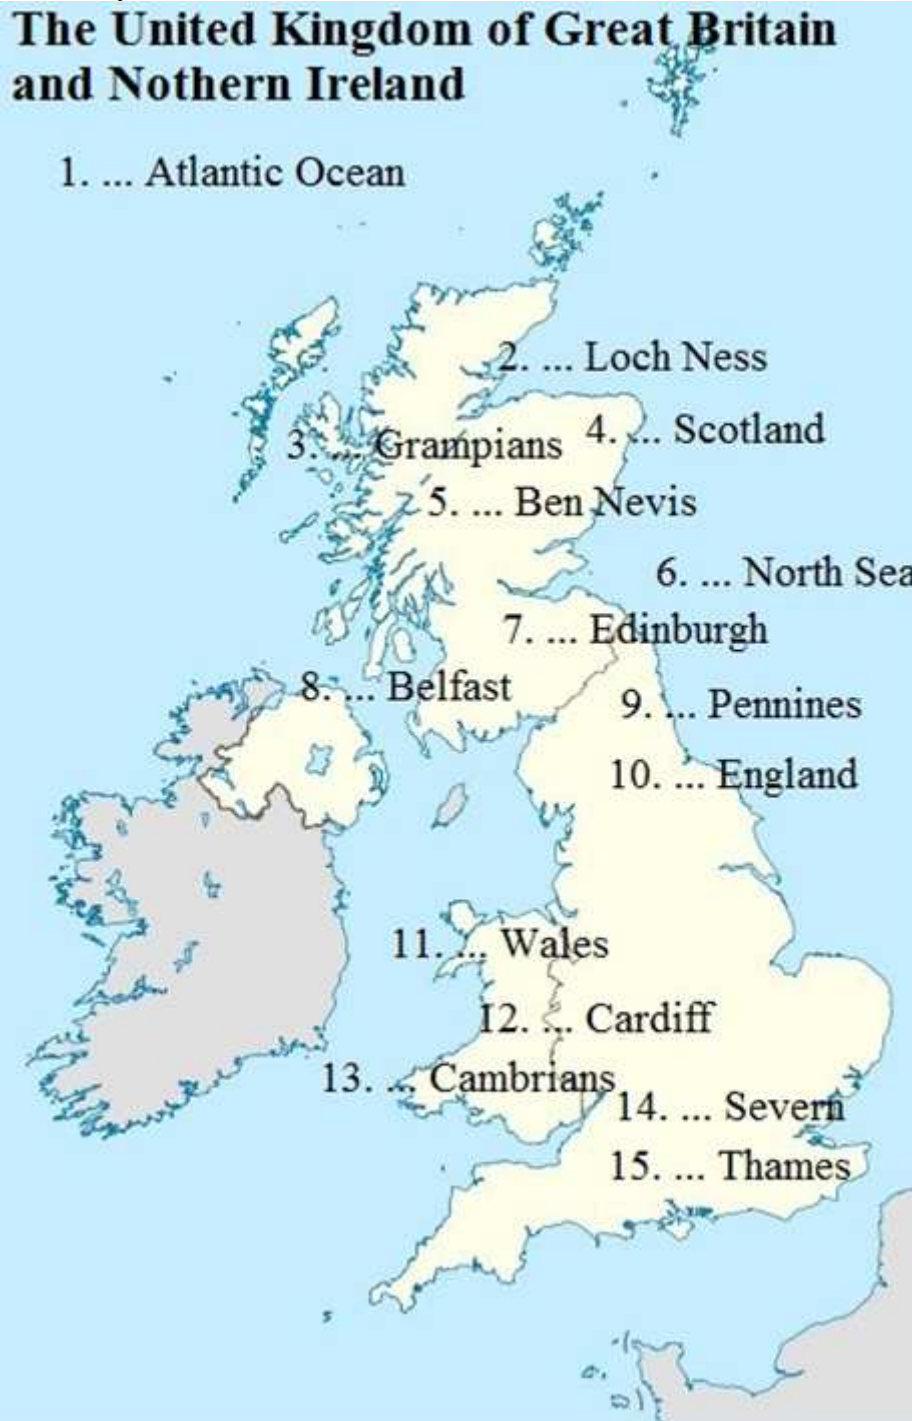 The United Kingdom of Great Britain
and Nothern Ireland
1. ... Atlantic Ocean
2. ... Loch Ness
3. ... Grampians
4. ... Scotland
5. ... Ben Nevis
6. ... North Sea
7. ... Edinburgh
8. ... Belfast
9. ... Pennines
10. ... England
11. ... Wales
12. ... Cardiff
13. ... Cambrians
14. ... Severn
15. ... Thames